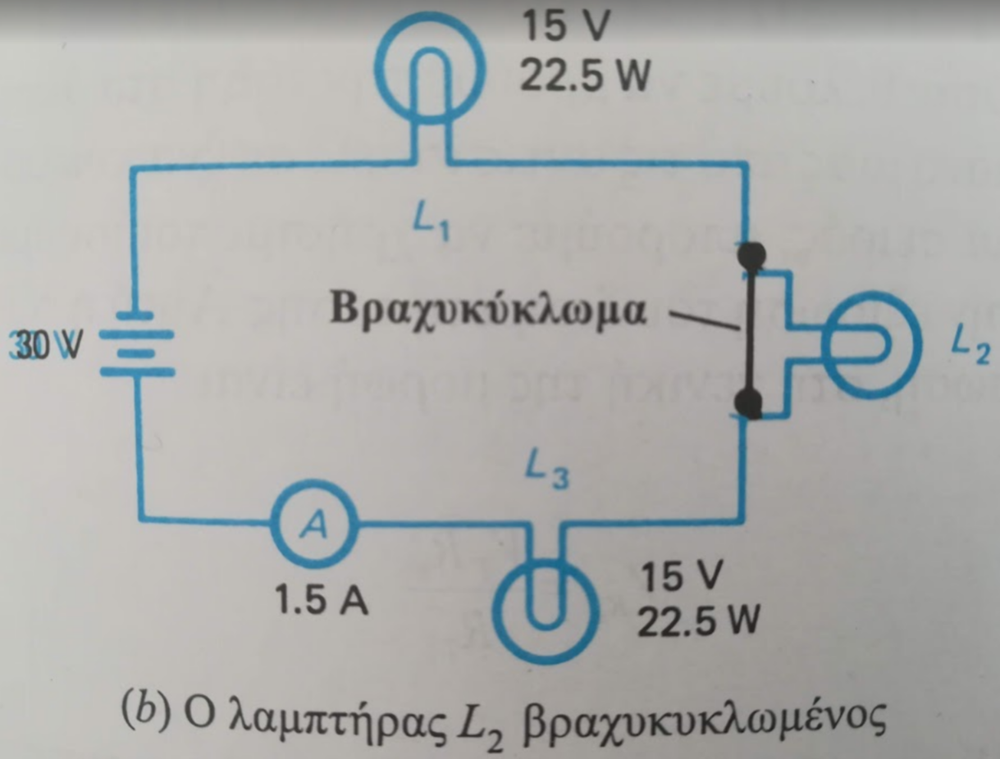 15 V
22.5 W
L₁
Βραχυκύκλωμα
30 V
L₂
L₃
A
1.5 A
15 V
22.5 W
(b) Ο λαμπτήρας L₂ βραχυκυκλωμένος